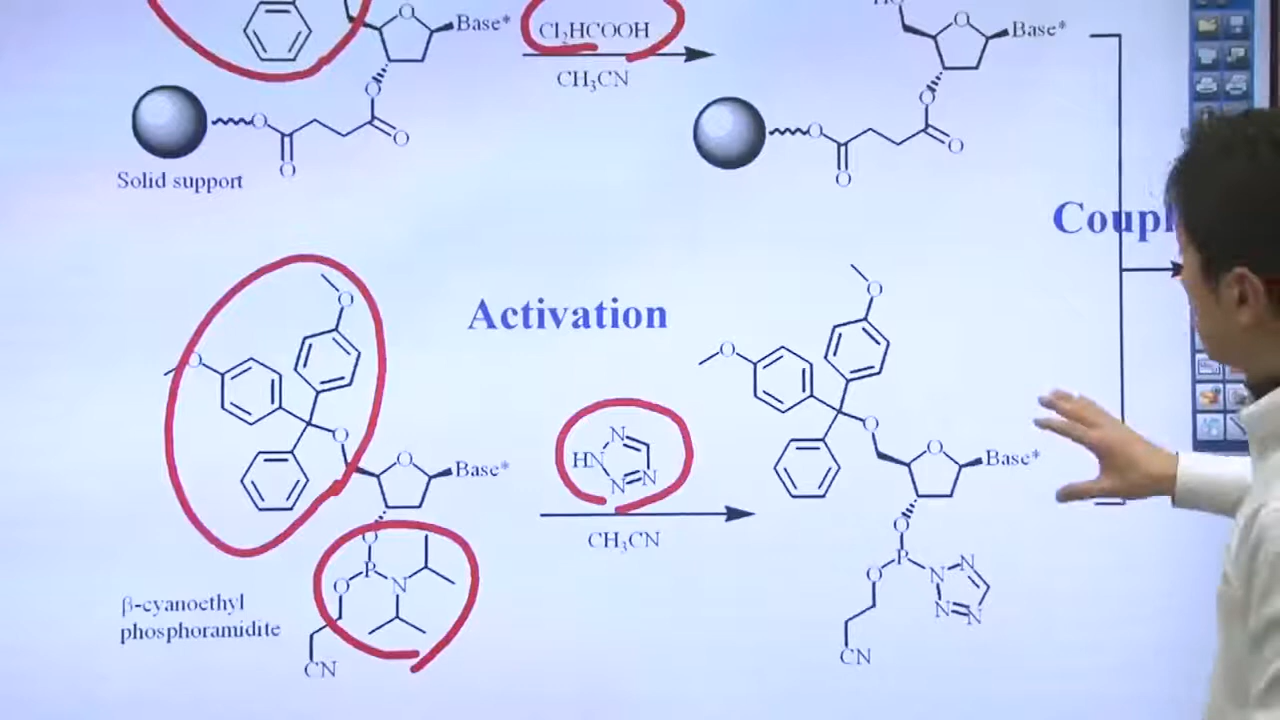 Base*
Cl₂HCOOH
CH₃CN
O
O
O
O
O
Solid support
Base*
O
O
O
O
O
Coupl
Activation
O
O
O
O
Base*
O
P
O
N
CN
β-cyanoethyl
phosphoramidite
N
HN
N
N
CH₃CN
O
O
O
O
Base*
O
P
O
N
N
N
N
CN